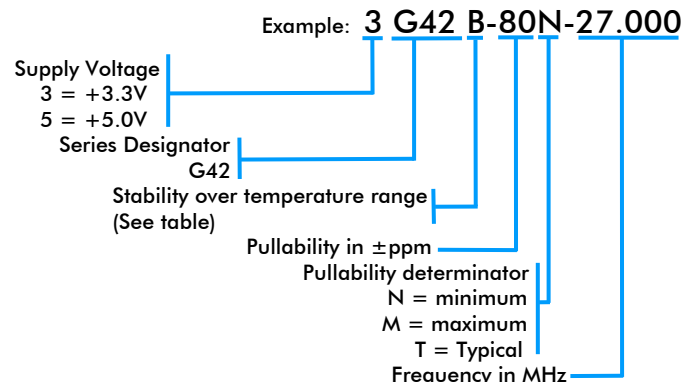 Example: 3 G42 B-80N-27.000
Supply Voltage
3 = +3.3V
5 = +5.0V
Series Designator
G42
Stability over temperature range
(See table)
Pullability in ±ppm
Pullability determinator
N = minimum
M = maximum
T = Typical
Frequency in MHz